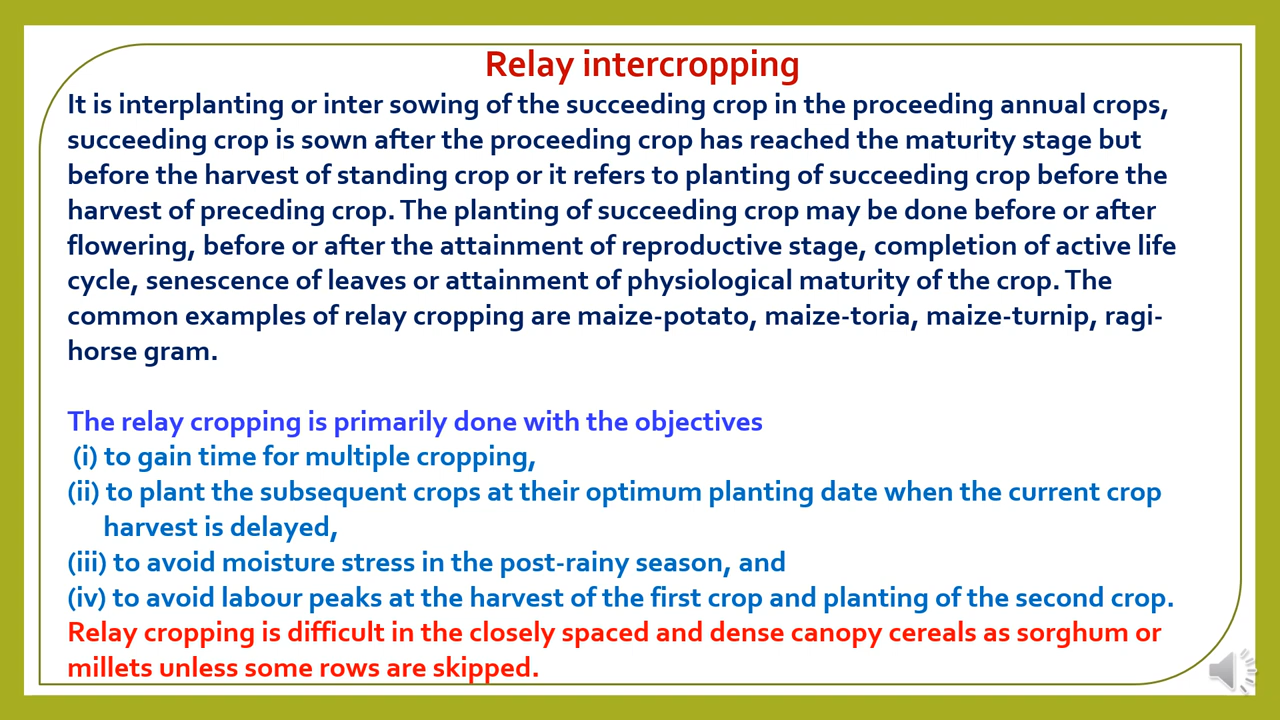 Relay intercropping
It is interplanting or inter sowing of the succeeding crop in the proceeding annual crops,
succeeding crop is sown after the proceeding crop has reached the maturity stage but
before the harvest of standing crop or it refers to planting of succeeding crop before the
harvest of preceding crop. The planting of succeeding crop may be done before or after
flowering, before or after the attainment of reproductive stage, completion of active life
cycle, senescence of leaves or attainment of physiological maturity of the crop. The
common examples of relay cropping are maize-potato, maize-toria, maize-turnip, ragi-
horse gram.
The relay cropping is primarily done with the objectives
(i) to gain time for multiple cropping,
(ii) to plant the subsequent crops at their optimum planting date when the current crop
harvest is delayed,
(iii) to avoid moisture stress in the post-rainy season, and
(iv) to avoid labour peaks at the harvest of the first crop and planting of the second crop.
Relay cropping is difficult in the closely spaced and dense canopy cereals as sorghum or
millets unless some rows are skipped.